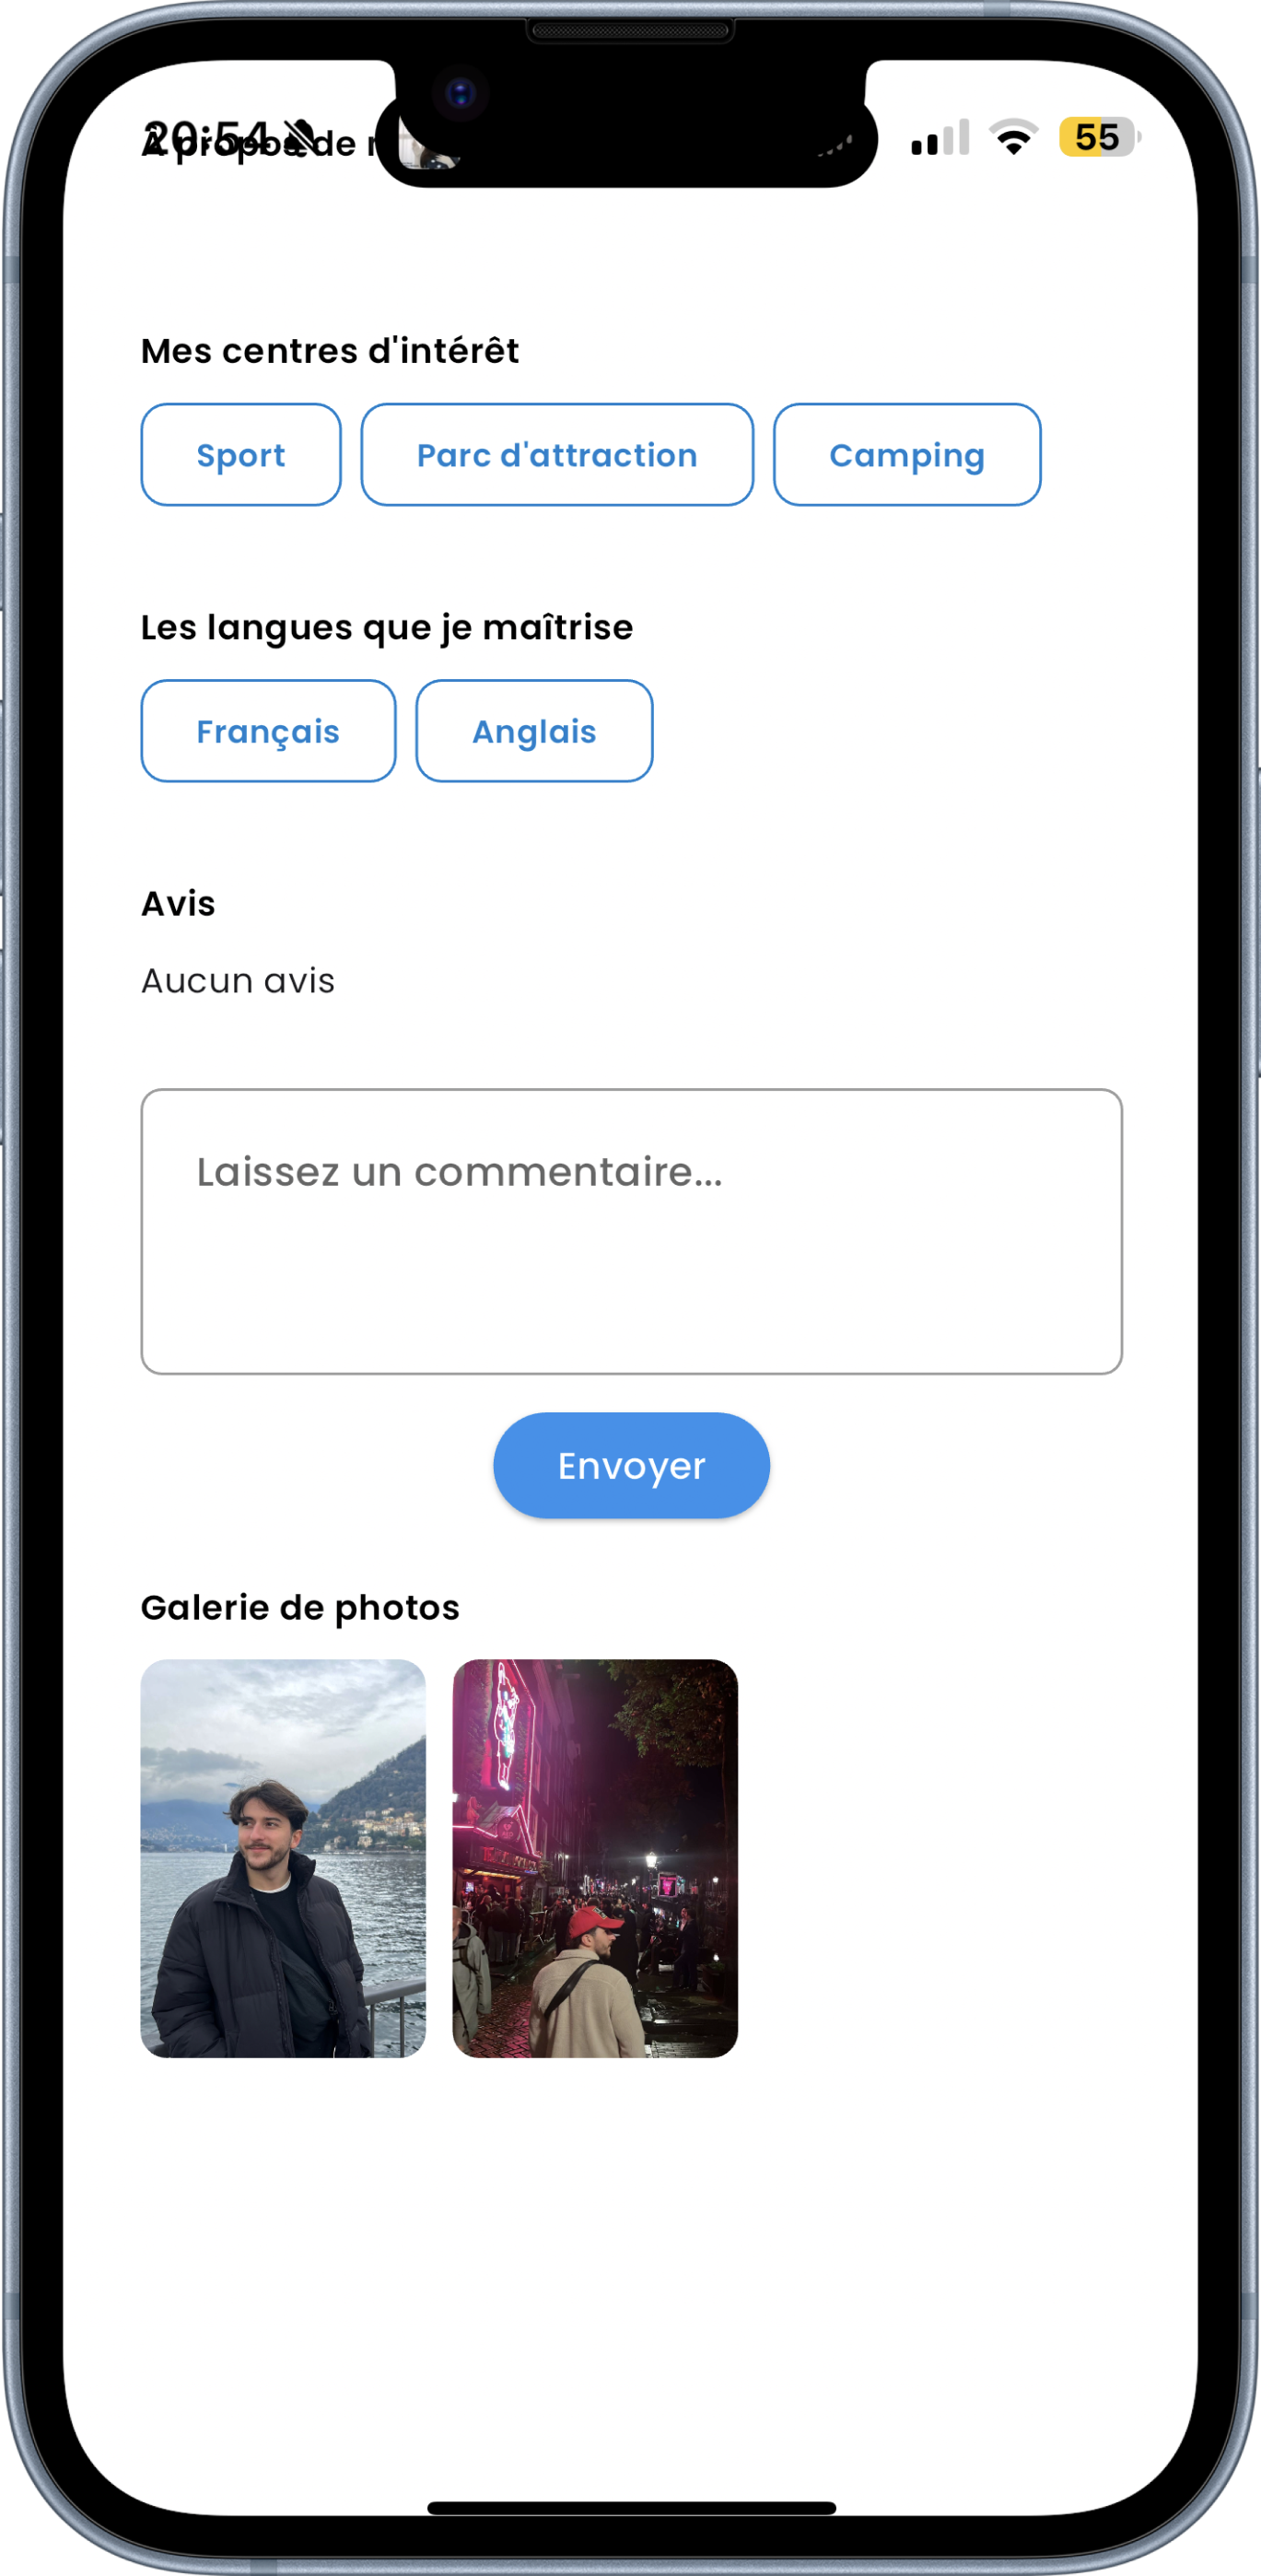 20:54
À propos de
55
Mes centres d'intérêt
Sport Parc d'attraction Camping
Les langues que je maîtrise
Français Anglais
Avis
Aucun avis
Laissez un commentaire...
Envoyer
Galerie de photos